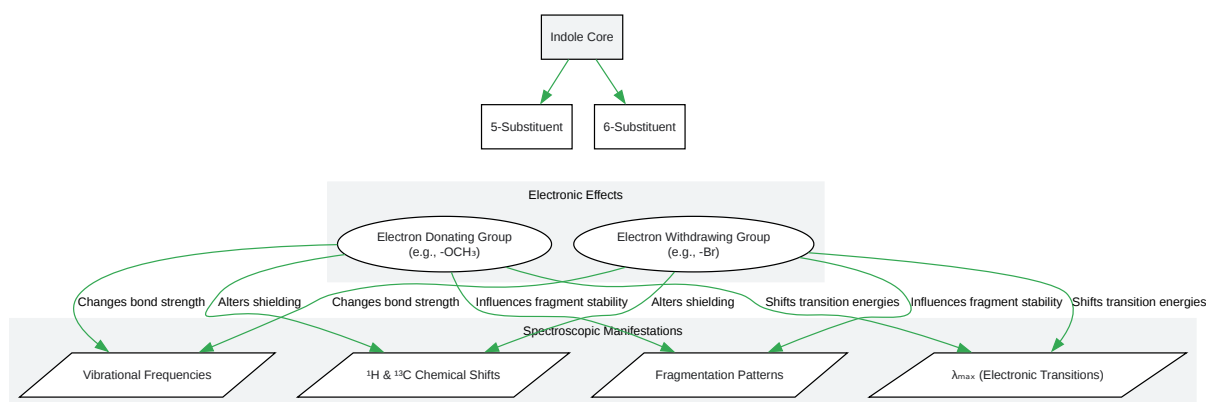 Indole Core
5-Substituent
6-Substituent
Electronic Effects
Electron Donating Group
(e.g., -OCH₃)
Electron Withdrawing Group
(e.g., -Br)
Changes bond strength
Alters shielding
Changes bond strength
Influences fragment stability
Alters shielding
Shifts transition energies
Influences fragment stability
Shifts transition energies
Spectroscopic Manifestations
Vibrational Frequencies
¹H & ¹³C Chemical Shifts
Fragmentation Patterns
λₘₐₓ (Electronic Transitions)